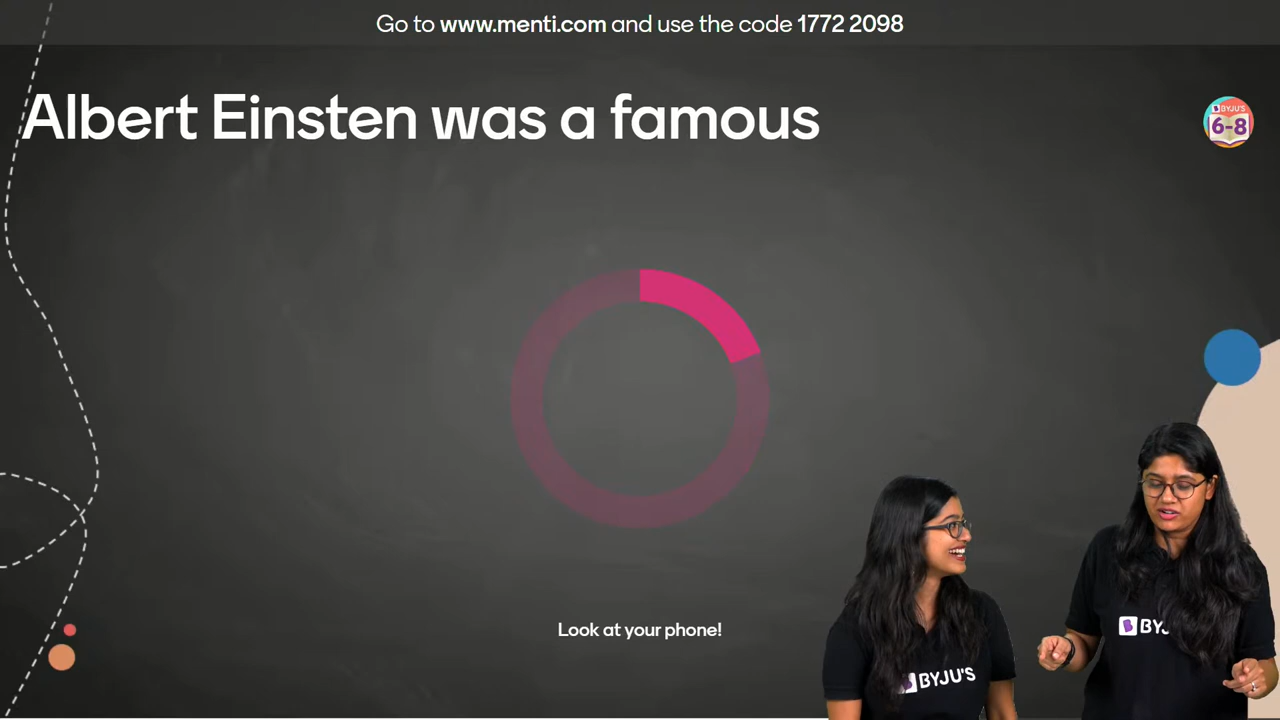 Go to www.menti.com and use the code 1772 2098
Albert Einsten was a famous
BYJU'S
6-8
Look at your phone!
BYJU'S
BYJ